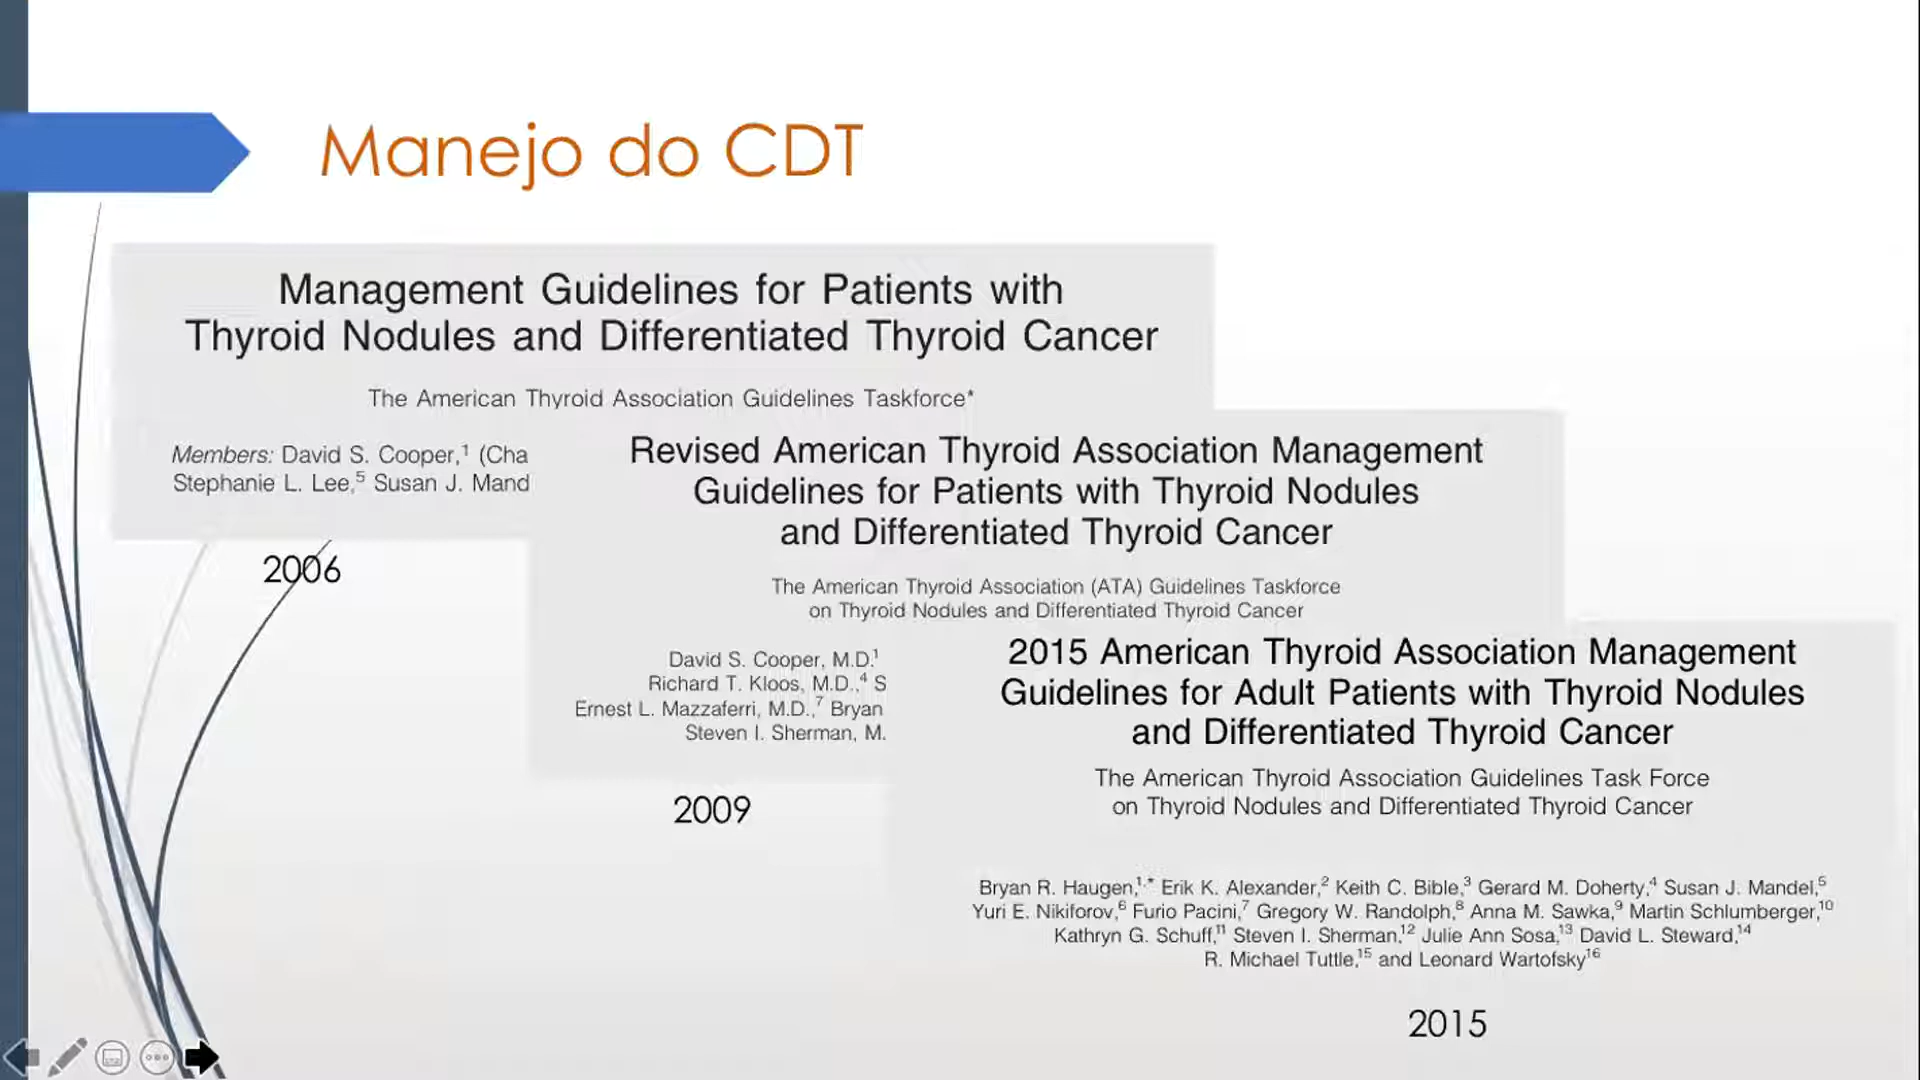 Manejo do CDT
Management Guidelines for Patients with
Thyroid Nodules and Differentiated Thyroid Cancer
The American Thyroid Association Guidelines Taskforce*
Members: David S. Cooper,¹ (Cha
Stephanie L. Lee,⁵ Susan J. Mand
2006
Revised American Thyroid Association Management
Guidelines for Patients with Thyroid Nodules
and Differentiated Thyroid Cancer
The American Thyroid Association (ATA) Guidelines Taskforce
on Thyroid Nodules and Differentiated Thyroid Cancer
David S. Cooper, M.D.¹
Richard T. Kloos, M.D.,⁴ S
Ernest L. Mazzaferri, M.D.,⁷ Bryan
Steven I. Sherman, M.
2009
2015 American Thyroid Association Management
Guidelines for Adult Patients with Thyroid Nodules
and Differentiated Thyroid Cancer
The American Thyroid Association Guidelines Task Force
on Thyroid Nodules and Differentiated Thyroid Cancer
Bryan R. Haugen,¹,* Erik K. Alexander,² Keith C. Bible,³ Gerard M. Doherty,⁴ Susan J. Mandel,⁵
Yuri E. Nikiforov,⁶ Furio Pacini,⁷ Gregory W. Randolph,⁸ Anna M. Sawka,⁹ Martin Schlumberger,¹⁰
Kathryn G. Schuff,¹¹ Steven I. Sherman,¹² Julie Ann Sosa,¹³ David L. Steward,¹⁴
R. Michael Tuttle,¹⁵ and Leonard Wartofsky¹⁶
2015